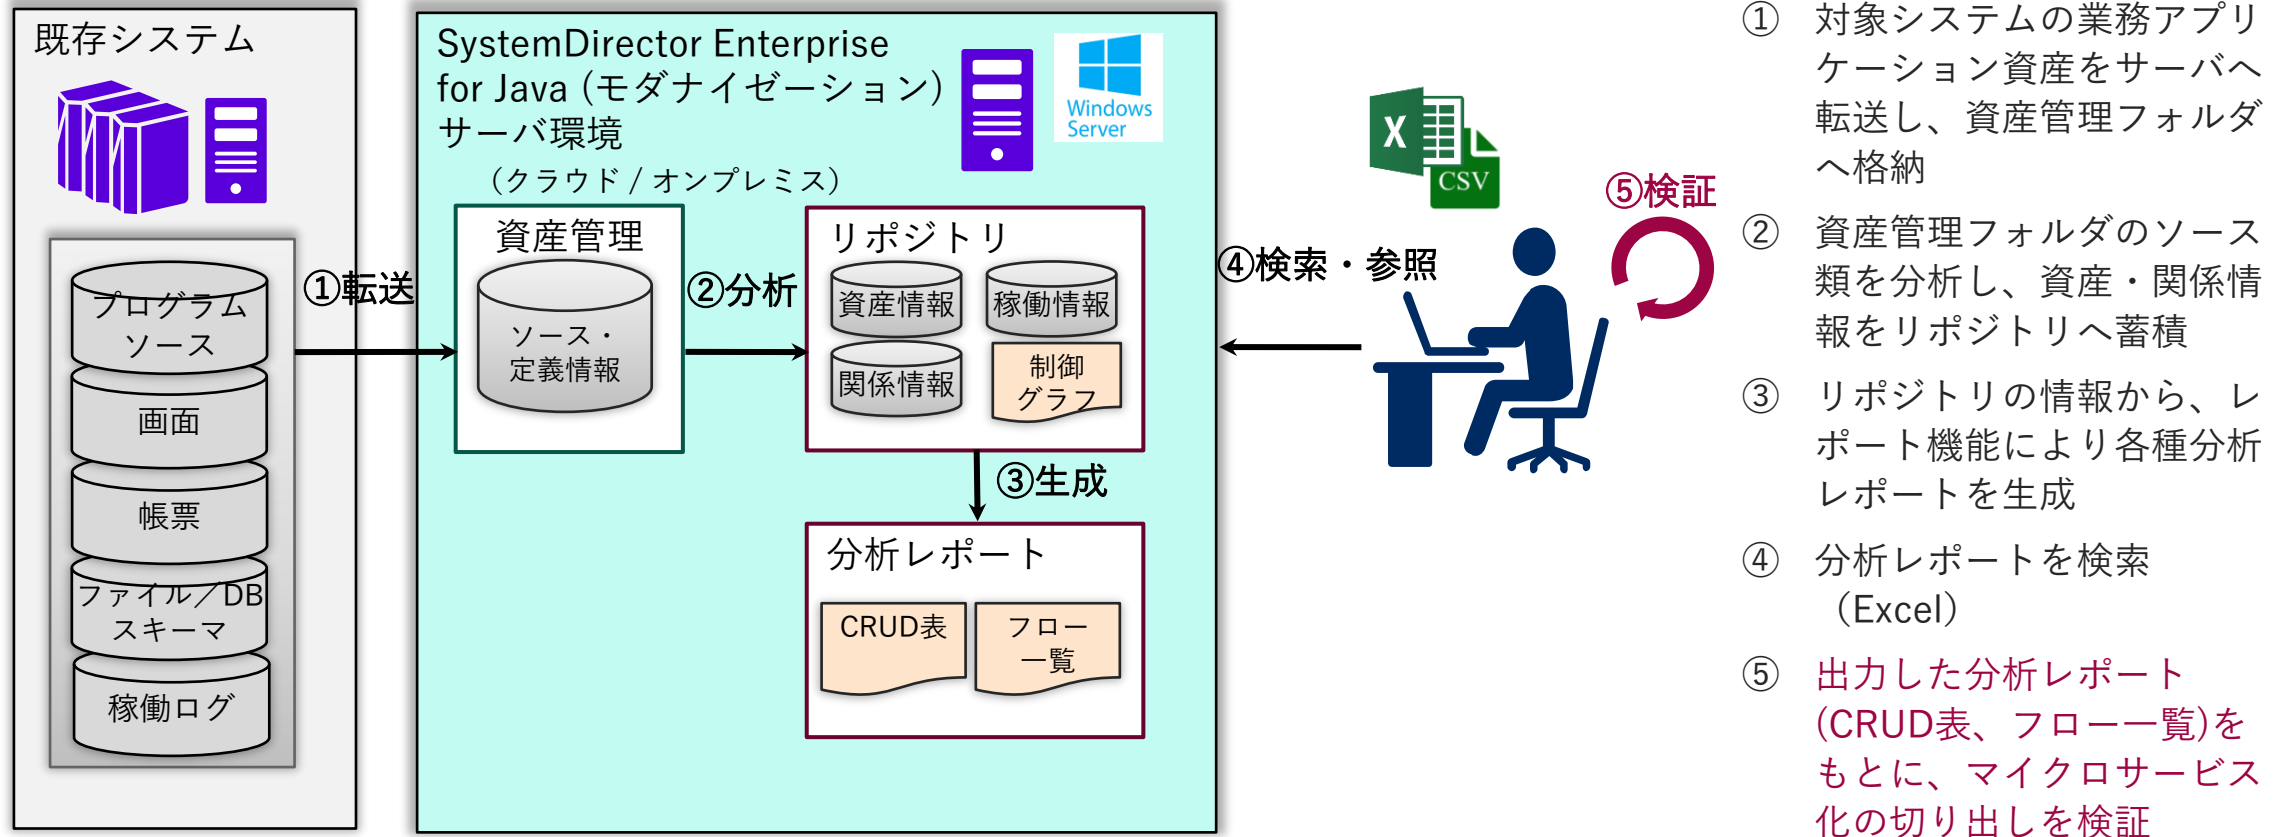 既存システム
プログラム
ソース
画面
帳票
ファイル／DB
スキーマ
稼働ログ
①転送
SystemDirector Enterprise
for Java (モダナイゼーション)
サーバ環境
（クラウド / オンプレミス）
Windows
Server
資産管理
ソース・
定義情報
②分析
リポジトリ
資産情報
稼働情報
関係情報
制御
グラフ
③生成
分析レポート
CRUD表
フロー
一覧
④検索・参照
X
CSV
⑤検証
① 対象システムの業務アプリ
ケーション資産をサーバへ
転送し、資産管理フォルダ
へ格納
② 資産管理フォルダのソース
類を分析し、資産・関係情
報をリポジトリへ蓄積
③ リポジトリの情報から、レ
ポート機能により各種分析
レポートを生成
④ 分析レポートを検索
（Excel）
⑤ 出力した分析レポート
(CRUD表、フロー一覧)を
もとに、マイクロサービス
化の切り出しを検証